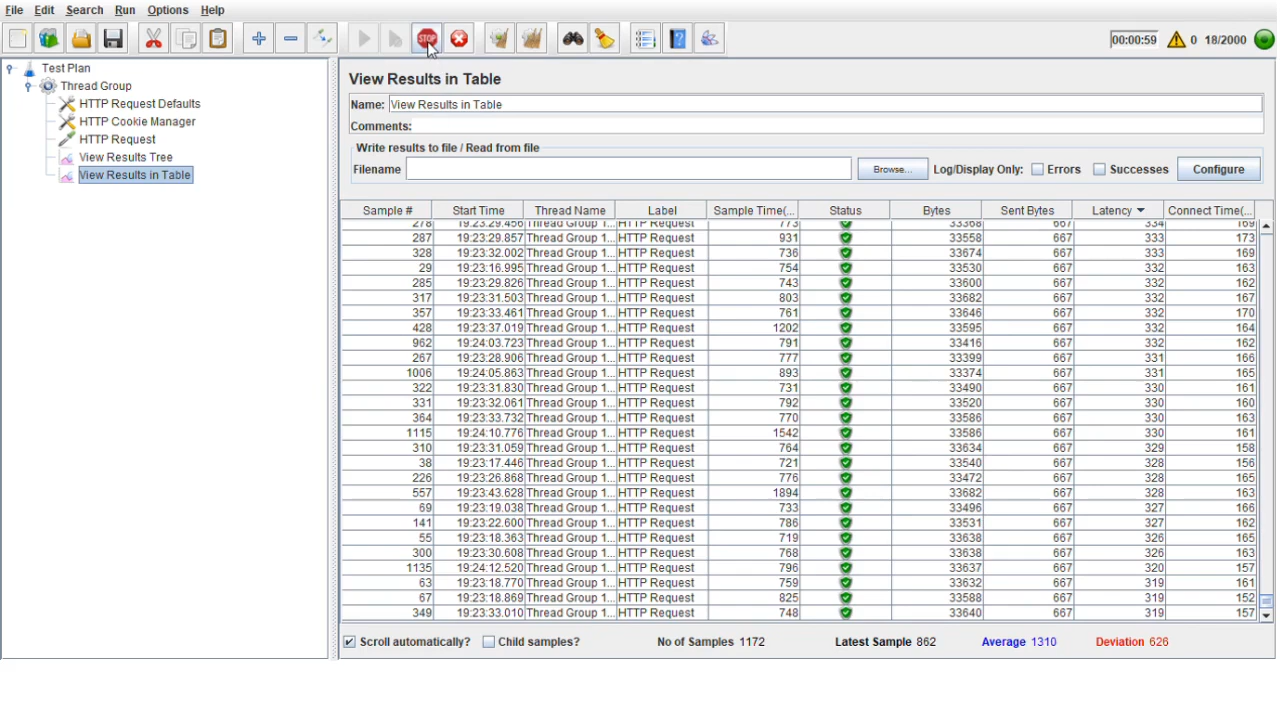 File Edit Search Run Options Help
STOP 00:00:59 0 18/2000
Test Plan
Thread Group
HTTP Request Defaults
HTTP Cookie Manager
HTTP Request
View Results Tree
View Results in Table
View Results in Table
Name: View Results in Table
Comments:
Write results to file / Read from file
Filename Browse... Log/Display Only: Errors Successes Configure
Sample # Start Time Thread Name Label Sample Time(... Status Bytes Sent Bytes Latency Connect Time(...
278 19:23:29.456 Thread Group 1... HTTP Request 773 33368 667 334 169
287 19:23:29.857 Thread Group 1... HTTP Request 931 33558 667 333 173
328 19:23:32.002 Thread Group 1... HTTP Request 736 33674 667 333 169
29 19:23:16.995 Thread Group 1... HTTP Request 754 33530 667 332 163
285 19:23:29.826 Thread Group 1... HTTP Request 743 33600 667 332 162
317 19:23:31.503 Thread Group 1... HTTP Request 803 33682 667 332 167
357 19:23:33.461 Thread Group 1... HTTP Request 761 33646 667 332 170
428 19:23:37.019 Thread Group 1... HTTP Request 1202 33595 667 332 164
962 19:24:03.723 Thread Group 1... HTTP Request 791 33416 667 332 162
267 19:23:28.906 Thread Group 1... HTTP Request 777 33399 667 331 166
1006 19:24:05.863 Thread Group 1... HTTP Request 893 33374 667 331 165
322 19:23:31.830 Thread Group 1... HTTP Request 731 33490 667 330 161
331 19:23:32.061 Thread Group 1... HTTP Request 792 33520 667 330 160
364 19:23:33.732 Thread Group 1... HTTP Request 770 33586 667 330 163
1115 19:24:10.776 Thread Group 1... HTTP Request 1542 33586 667 330 161
310 19:23:31.059 Thread Group 1... HTTP Request 764 33634 667 329 158
38 19:23:17.446 Thread Group 1... HTTP Request 721 33540 667 328 156
226 19:23:26.868 Thread Group 1... HTTP Request 776 33472 667 328 165
557 19:23:43.628 Thread Group 1... HTTP Request 1894 33682 667 328 163
69 19:23:19.038 Thread Group 1... HTTP Request 733 33496 667 327 166
141 19:23:22.600 Thread Group 1... HTTP Request 786 33531 667 327 162
55 19:23:18.363 Thread Group 1... HTTP Request 719 33638 667 326 165
300 19:23:30.608 Thread Group 1... HTTP Request 768 33638 667 326 163
1135 19:24:12.520 Thread Group 1... HTTP Request 796 33637 667 320 157
63 19:23:18.770 Thread Group 1... HTTP Request 759 33632 667 319 161
67 19:23:18.869 Thread Group 1... HTTP Request 825 33588 667 319 152
349 19:23:33.010 Thread Group 1... HTTP Request 748 33640 667 319 157
Scroll automatically? Child samples? No of Samples 1172 Latest Sample 862 Average 1310 Deviation 626